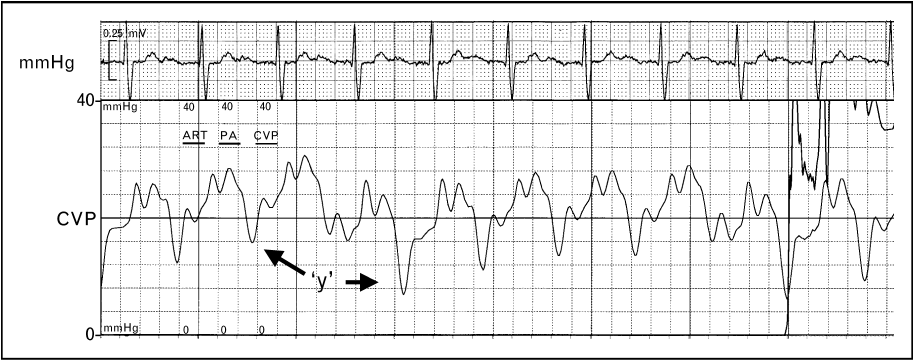 0.25 mV
mmHg
40
mmHg 40 40 40
ART PA CVP
CVP
'y'
0
mmHg 0 0 0